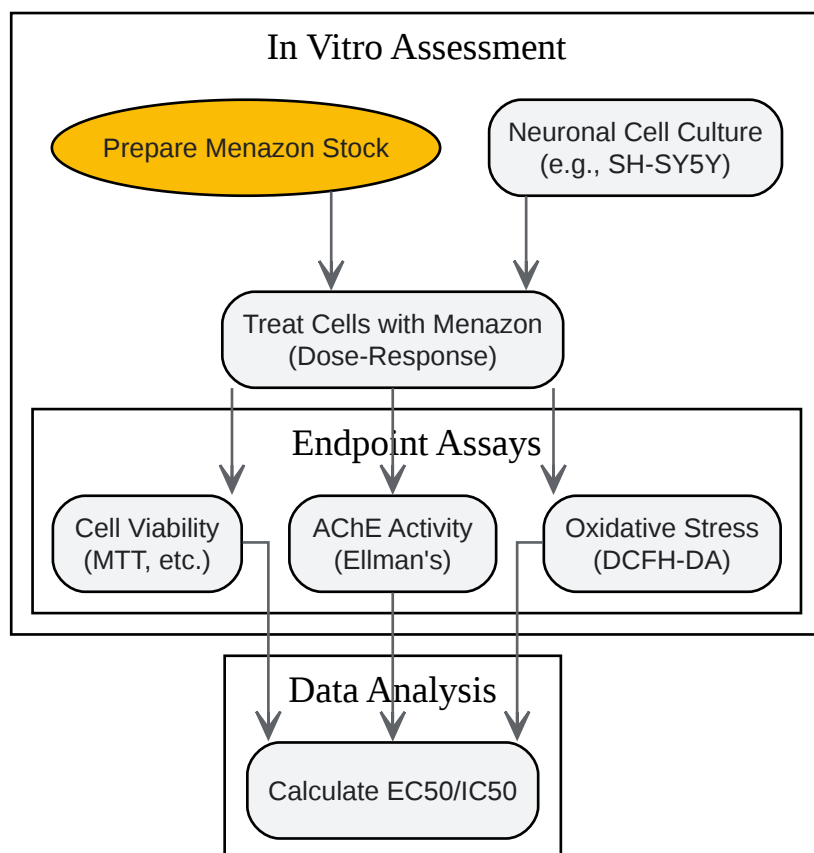 In Vitro Assessment
Prepare Menazon Stock
Neuronal Cell Culture
(e.g., SH-SY5Y)
Treat Cells with Menazon
(Dose-Response)
Endpoint Assays
Cell Viability
(MTT, etc.)
AChE Activity
(Ellman's)
Oxidative Stress
(DCFH-DA)
Data Analysis
Calculate EC50/IC50